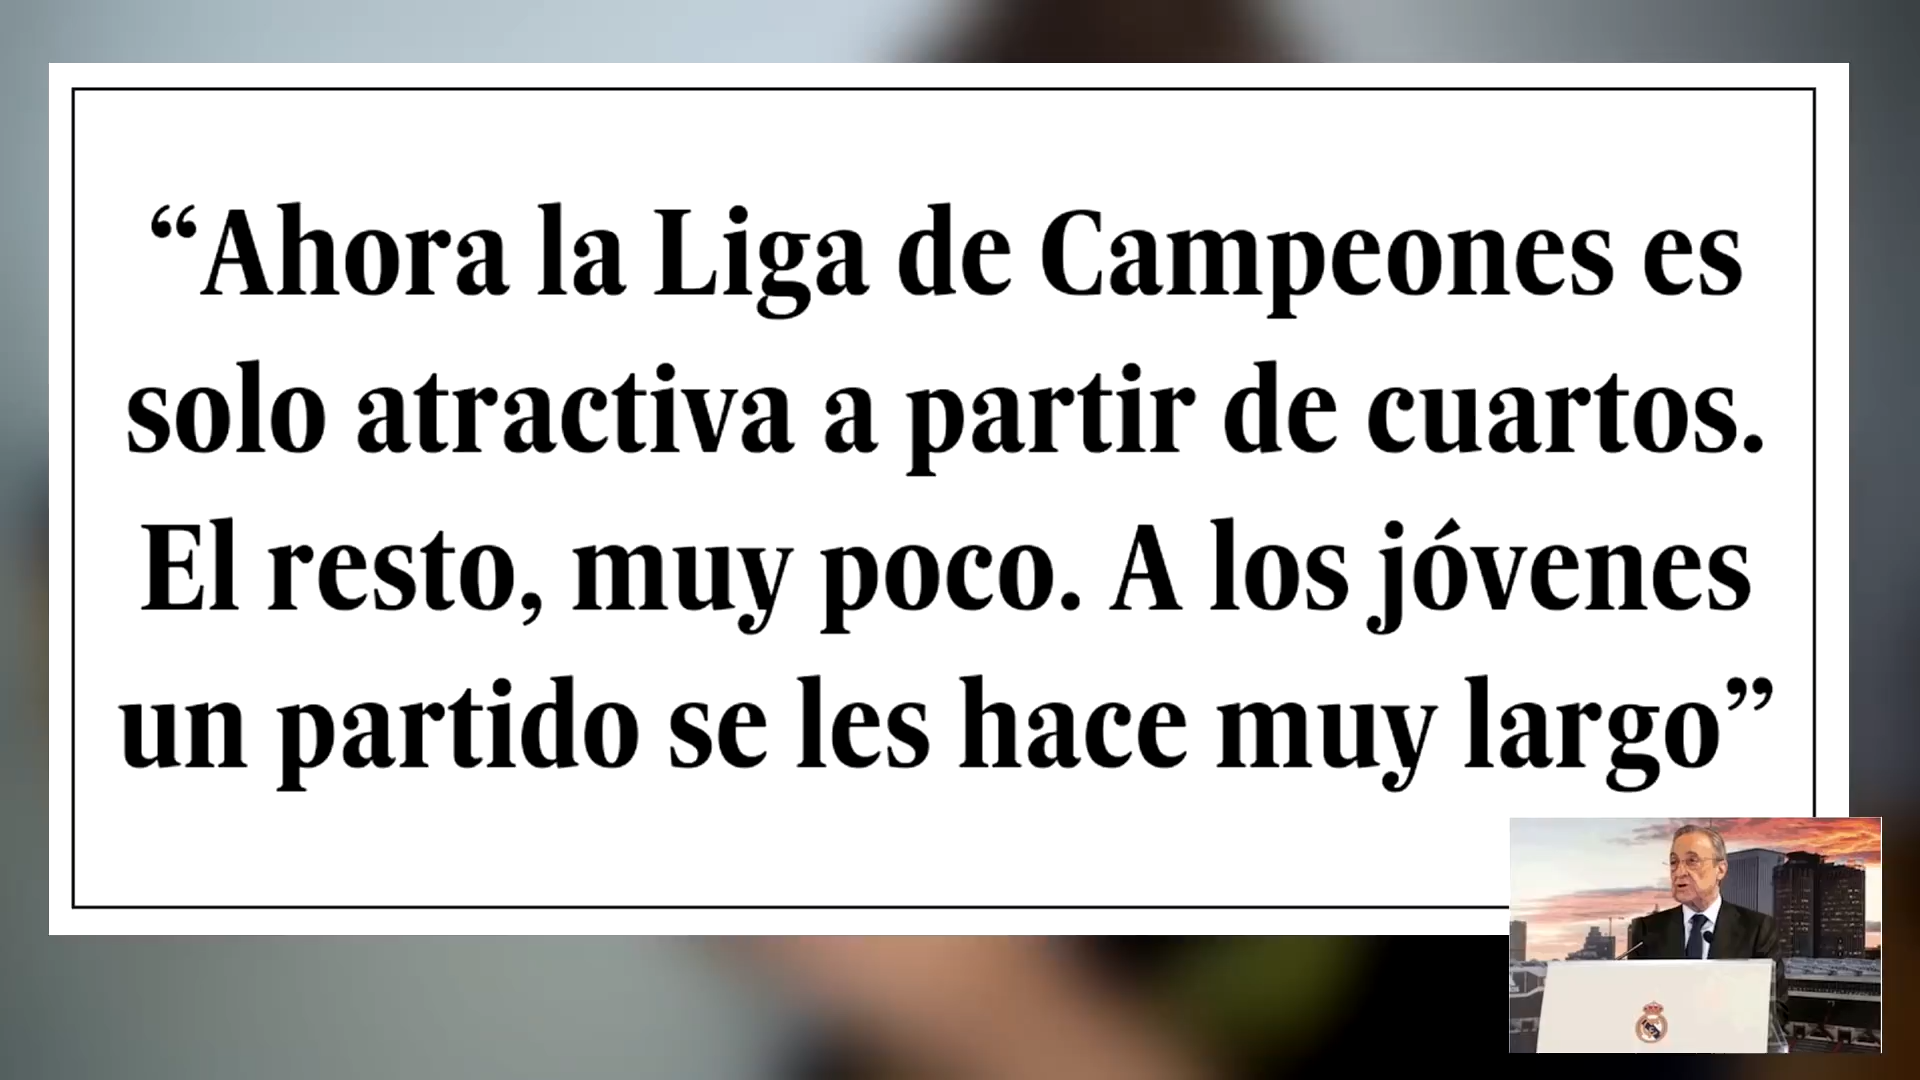 “Ahora la Liga de Campeones es
solo atractiva a partir de cuartos.
El resto, muy poco. A los jóvenes
un partido se les hace muy largo”